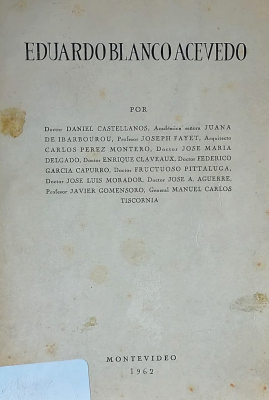 EDUARDO BLANCO ACEVEDO
POR
Doctor DANIEL CASTELLANOS, Académica señora JUANA
DE IBARBOUROU, Profesor JOSEPH FAYET, Arquitecto
CARLOS PEREZ MONTERO, Doctor JOSE MARIA
DELGADO, Doctor ENRIQUE CLAVEAUX, Doctor FEDERICO
GARCIA CAPURRO, Doctor FRUCTUOSO PITTALUGA,
Doctor JOSE LUIS MORADOR, Doctor JOSE A. AGUERRE,
Profesor JAVIER GOMENSORO, General MANUEL CARLOS
TISCORNIA
MONTEVIDEO
1962